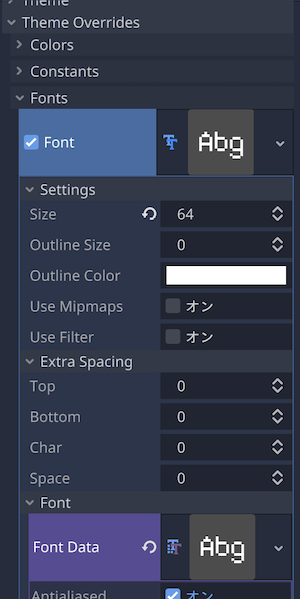 Theme
Theme Overrides
Colors
Constants
Fonts
Font Abg
Settings
Size 64
Outline Size 0
Outline Color
Use Mipmaps オン
Use Filter オン
Extra Spacing
Top 0
Bottom 0
Char 0
Space 0
Font
Font Data Abg
Antialiased オン